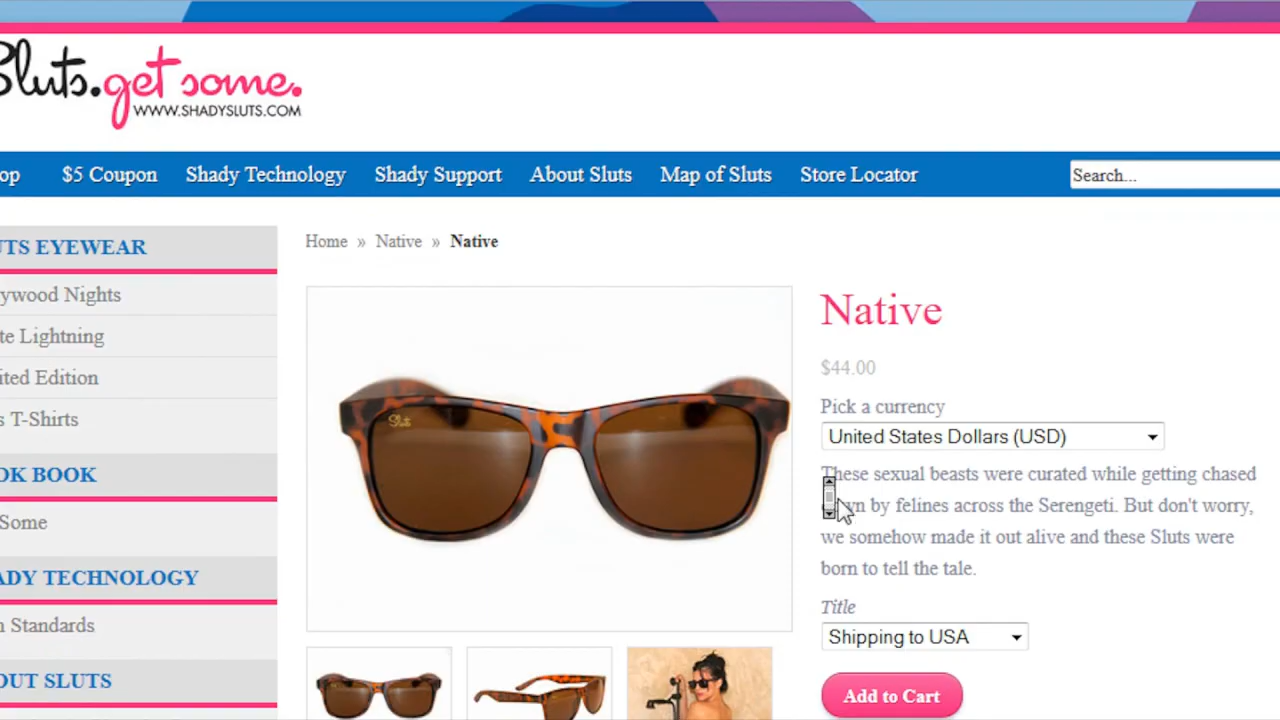 Sluts.get some.
WWW.SHADYSLUTS.COM
op $5 Coupon Shady Technology Shady Support About Sluts Map of Sluts Store Locator Search...
UTS EYEWEAR
ywood Nights
te Lightning
ited Edition
s T-Shirts
OK BOOK
Some
ADY TECHNOLOGY
n Standards
OUT SLUTS
Home » Native » Native
Sluts
Native
$44.00
Pick a currency
United States Dollars (USD)
These sexual beasts were curated while getting chased
wn by felines across the Serengeti. But don't worry,
we somehow made it out alive and these Sluts were
born to tell the tale.
Title
Shipping to USA
Add to Cart